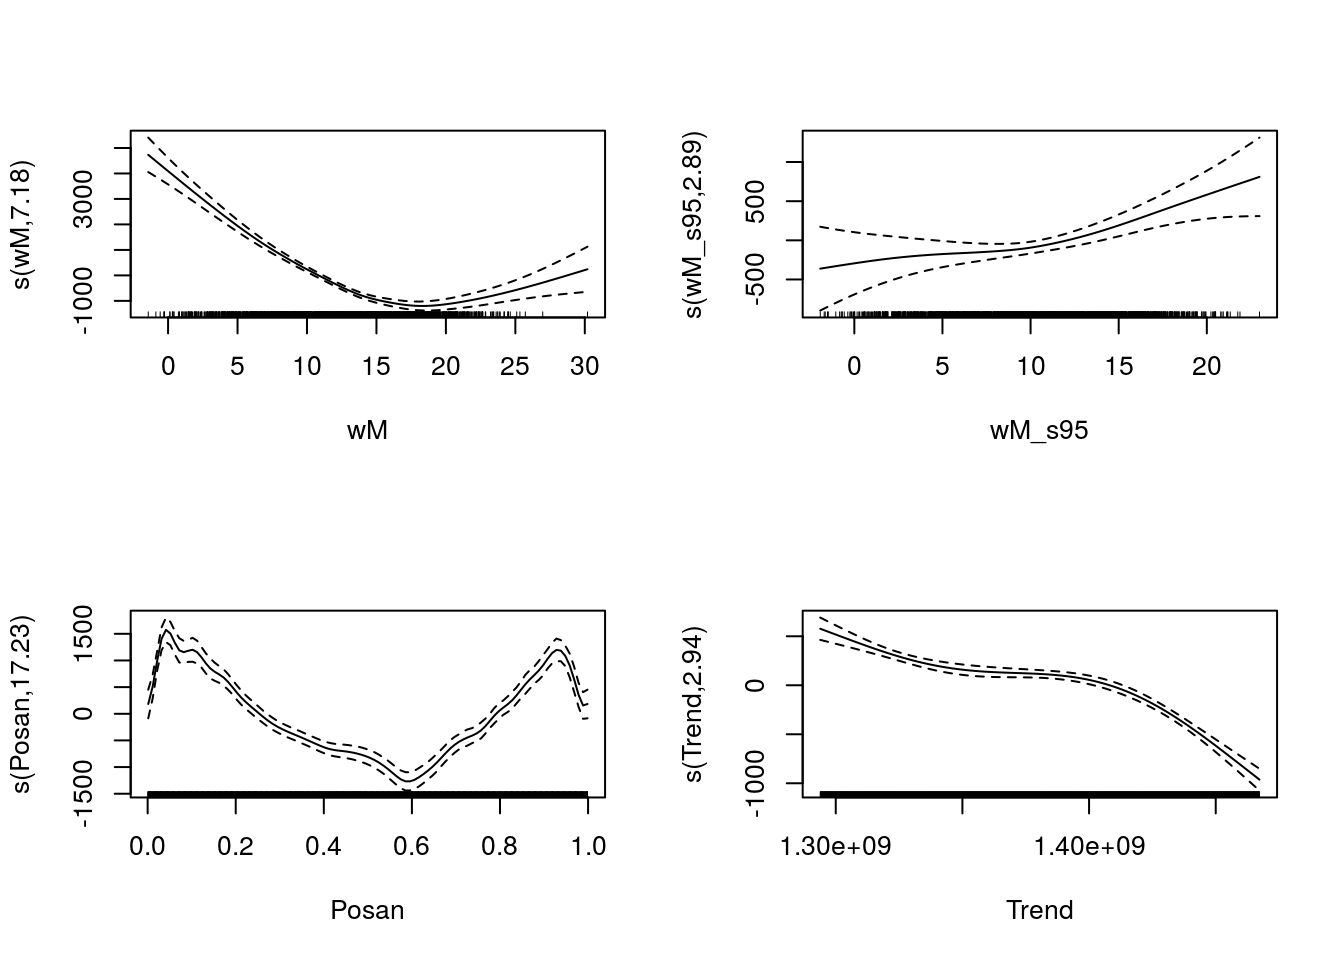 s(wM,7.18)
3000
-1000
0 5 10 15 20 25 30
wM
s(wM_s95,2.89)
500
-500
0 5 10 15 20
wM_s95
s(Posan,17.23)
1500
0
-1500
0.0 0.2 0.4 0.6 0.8 1.0
Posan
s(Trend,2.94)
0
-1000
1.30e+09 1.40e+09
Trend